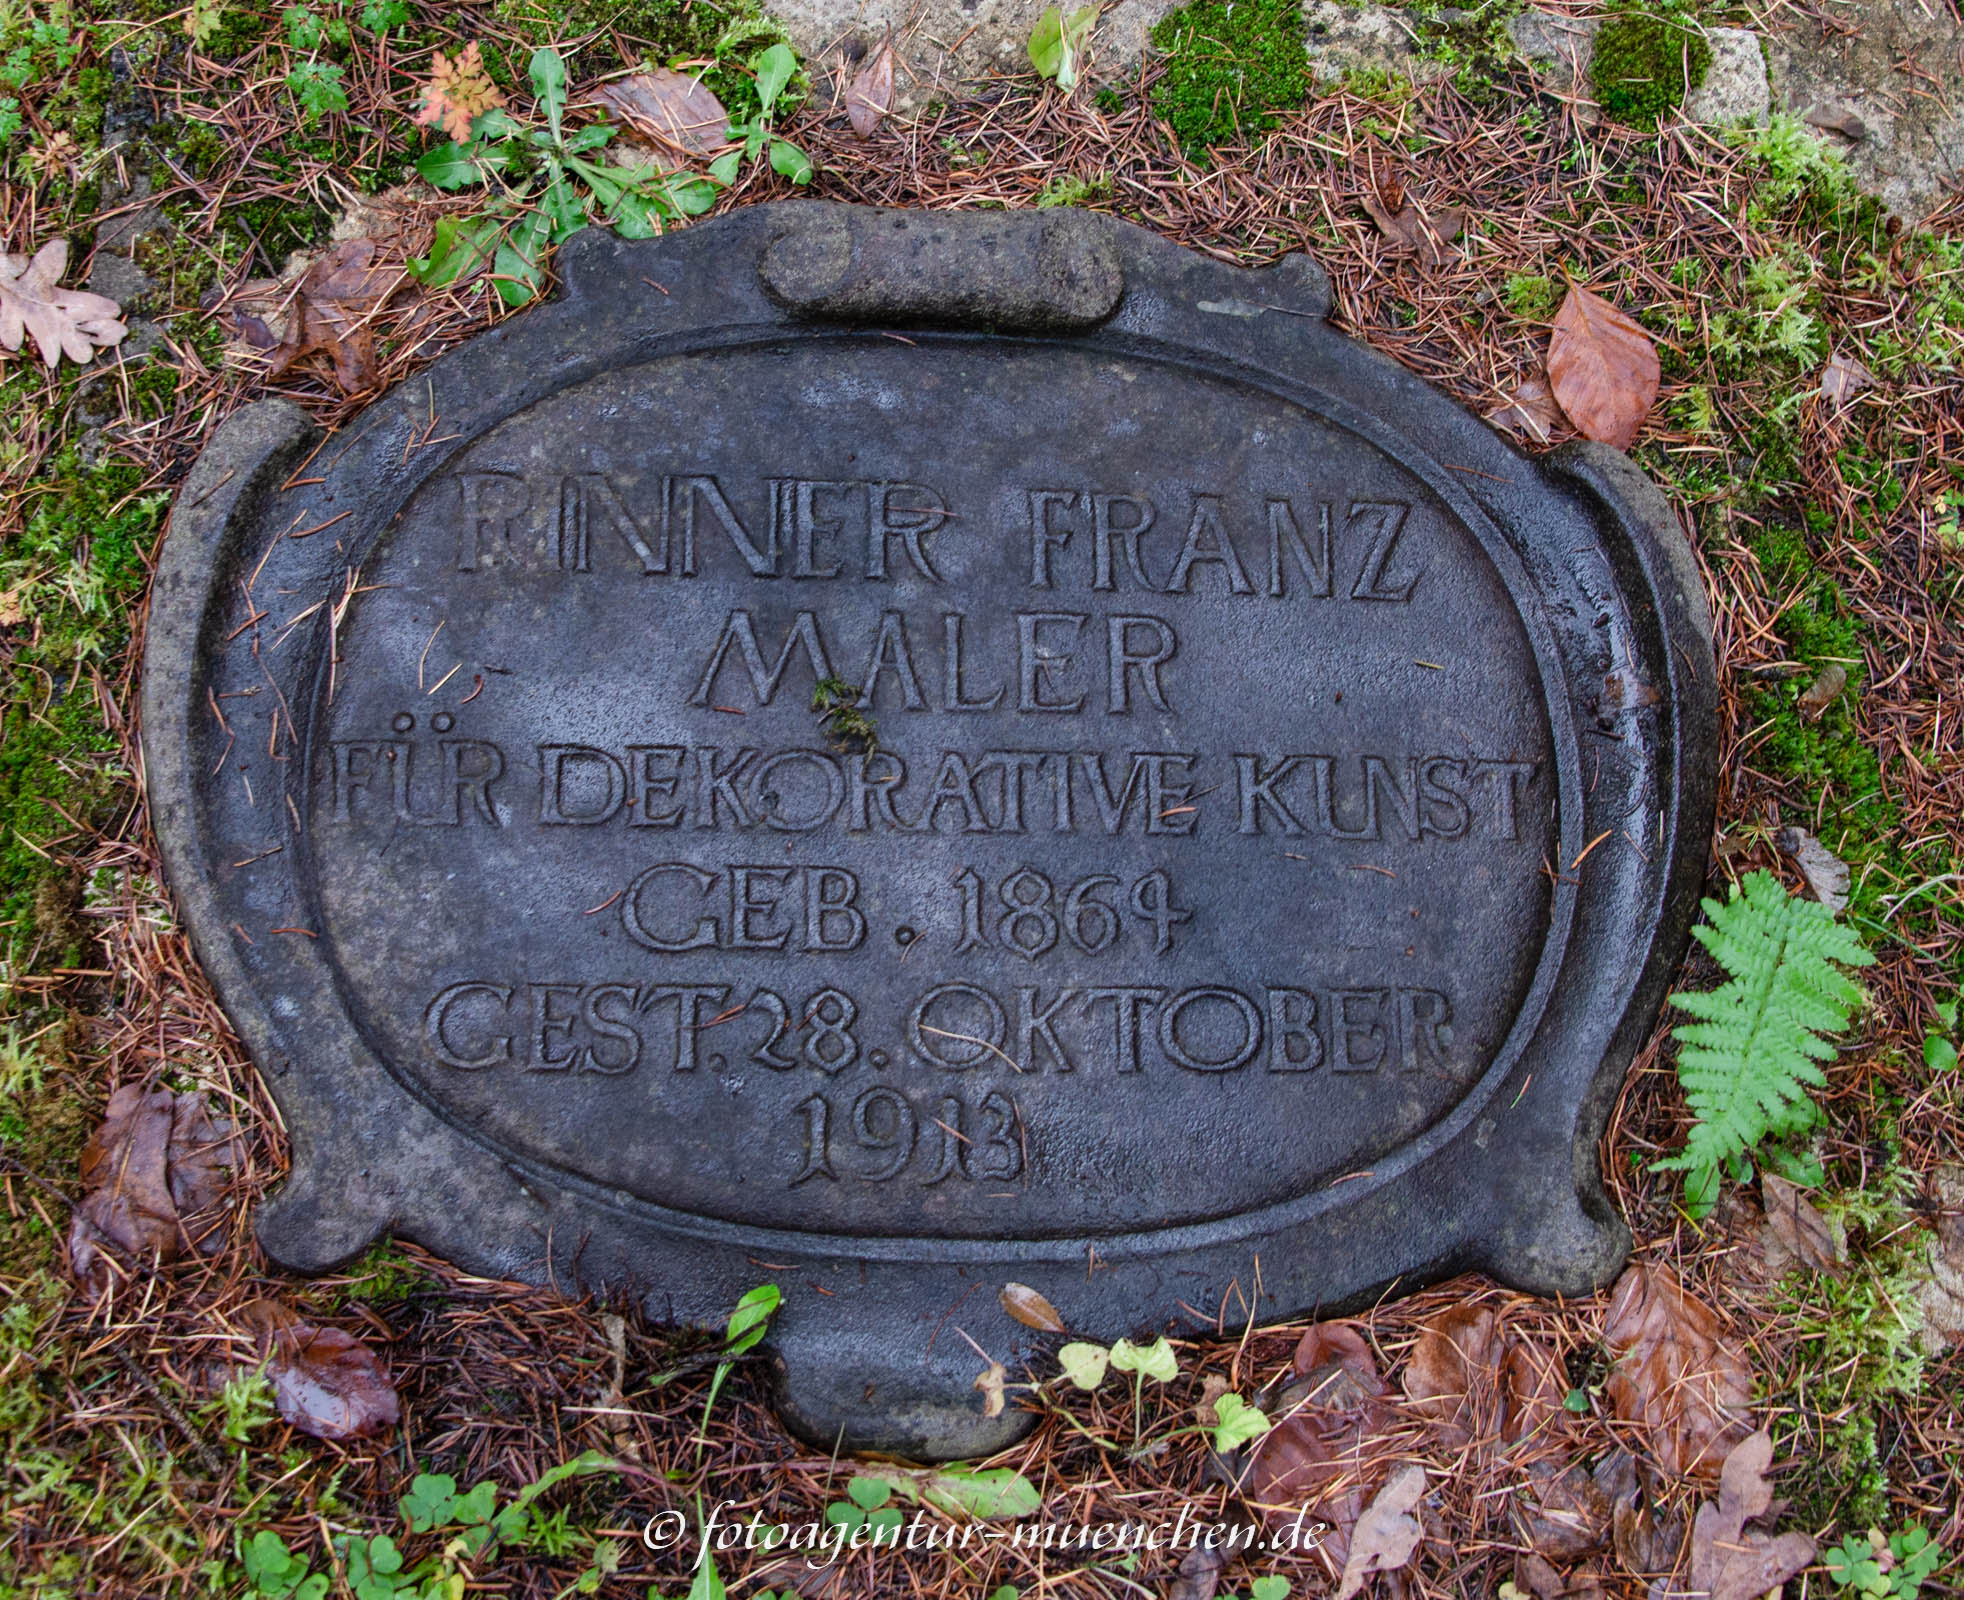 RINNER FRANZ
MALER
FÜR DEKORATIVE KUNST
GEB. 1864
GEST. 28. OKTOBER
1913
© fotoagentur-muenchen.de